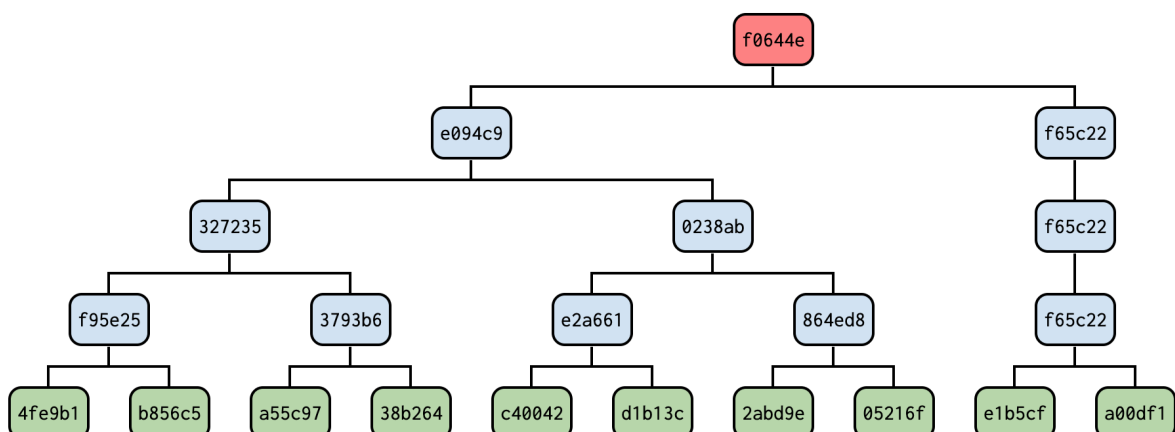 f0644e
e094c9 f65c22
327235 0238ab f65c22
f95e25 3793b6 e2a661 864ed8 f65c22
4fe9b1 b856c5 a55c97 38b264 c40042 d1b13c 2abd9e 05216f e1b5cf a00df1